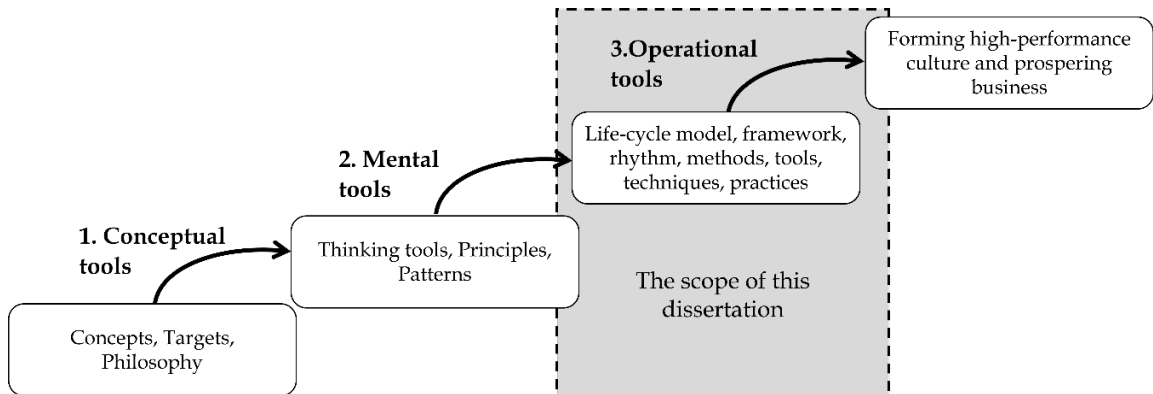 1. Conceptual
tools
Concepts, Targets,
Philosophy
2. Mental
tools
Thinking tools, Principles,
Patterns
3.Operational
tools
Life-cycle model, framework,
rhythm, methods, tools,
techniques, practices
The scope of this
dissertation
Forming high-performance
culture and prospering
business